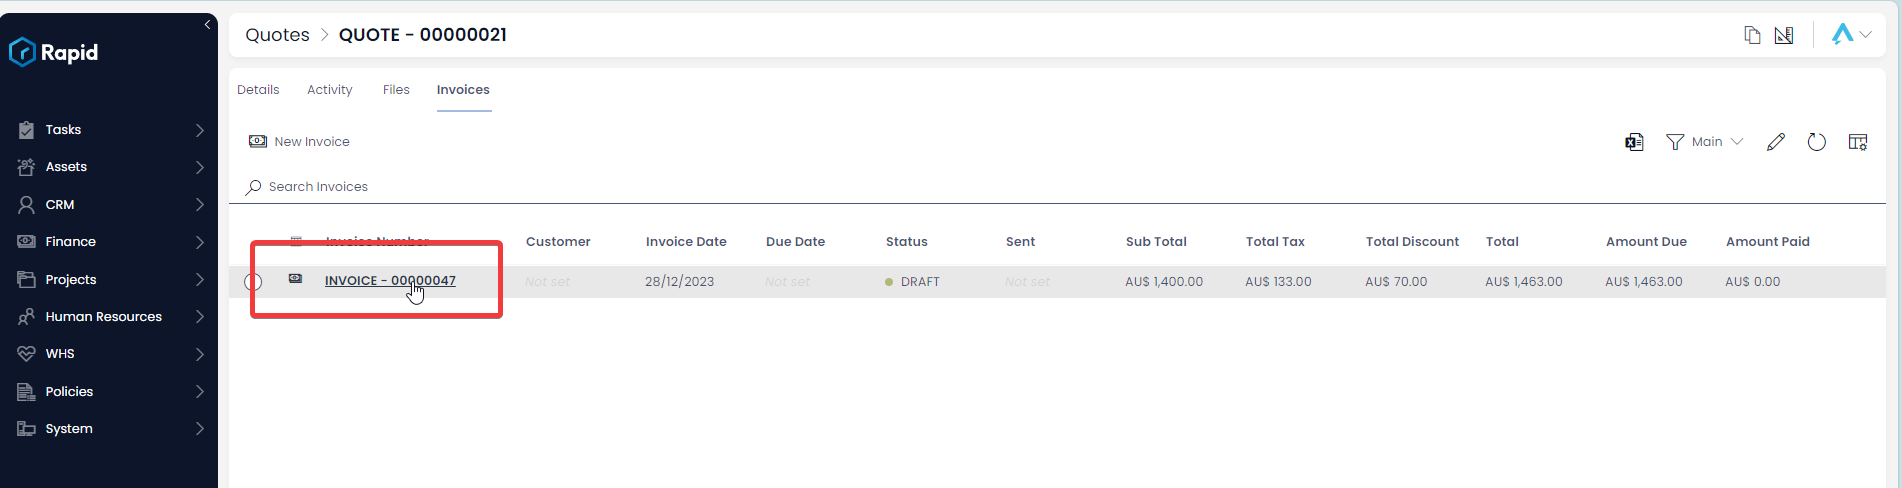 Rapid
Tasks
Assets
CRM
Finance
Projects
Human Resources
WHS
Policies
System
Quotes > QUOTE - 00000021
Details Activity Files Invoices
New Invoice
Main
Search Invoices
Invoice Number Customer Invoice Date Due Date Status Sent Sub Total Total Tax Total Discount Total Amount Due Amount Paid
INVOICE - 00000047 Not set 28/12/2023 Not set DRAFT Not set AU$ 1,400.00 AU$ 133.00 AU$ 70.00 AU$ 1,463.00 AU$ 1,463.00 AU$ 0.00